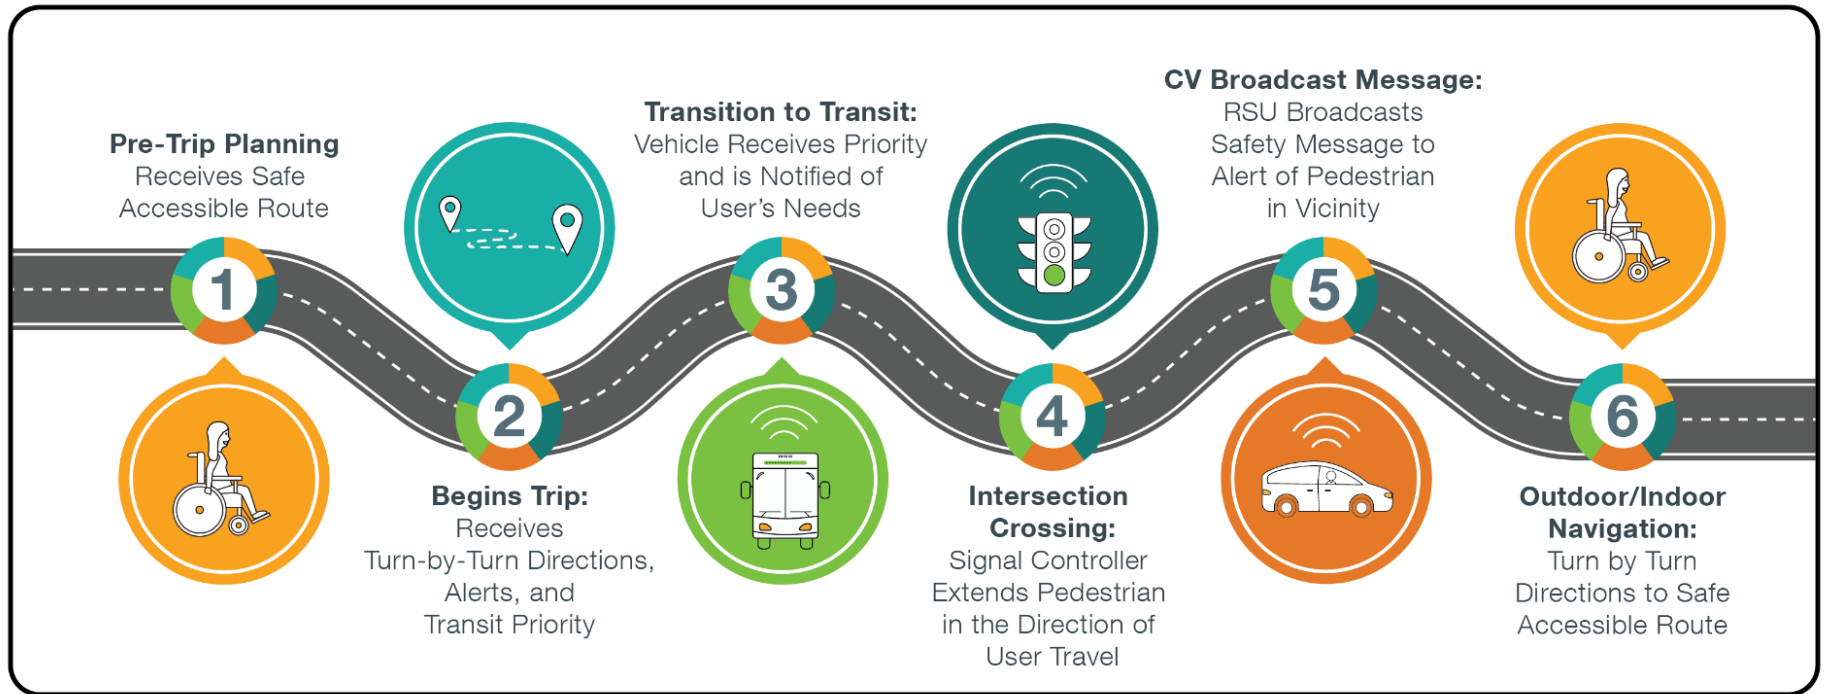 Pre-Trip Planning
Receives Safe
Accessible Route
1
2
Begins Trip:
Receives
Turn-by-Turn Directions,
Alerts, and
Transit Priority
Transition to Transit:
Vehicle Receives Priority
and is Notified of
User's Needs
3
4
Intersection
Crossing:
Signal Controller
Extends Pedestrian
in the Direction of
User Travel
CV Broadcast Message:
RSU Broadcasts
Safety Message to
Alert of Pedestrian
in Vicinity
5
6
Outdoor/Indoor
Navigation:
Turn by Turn
Directions to Safe
Accessible Route